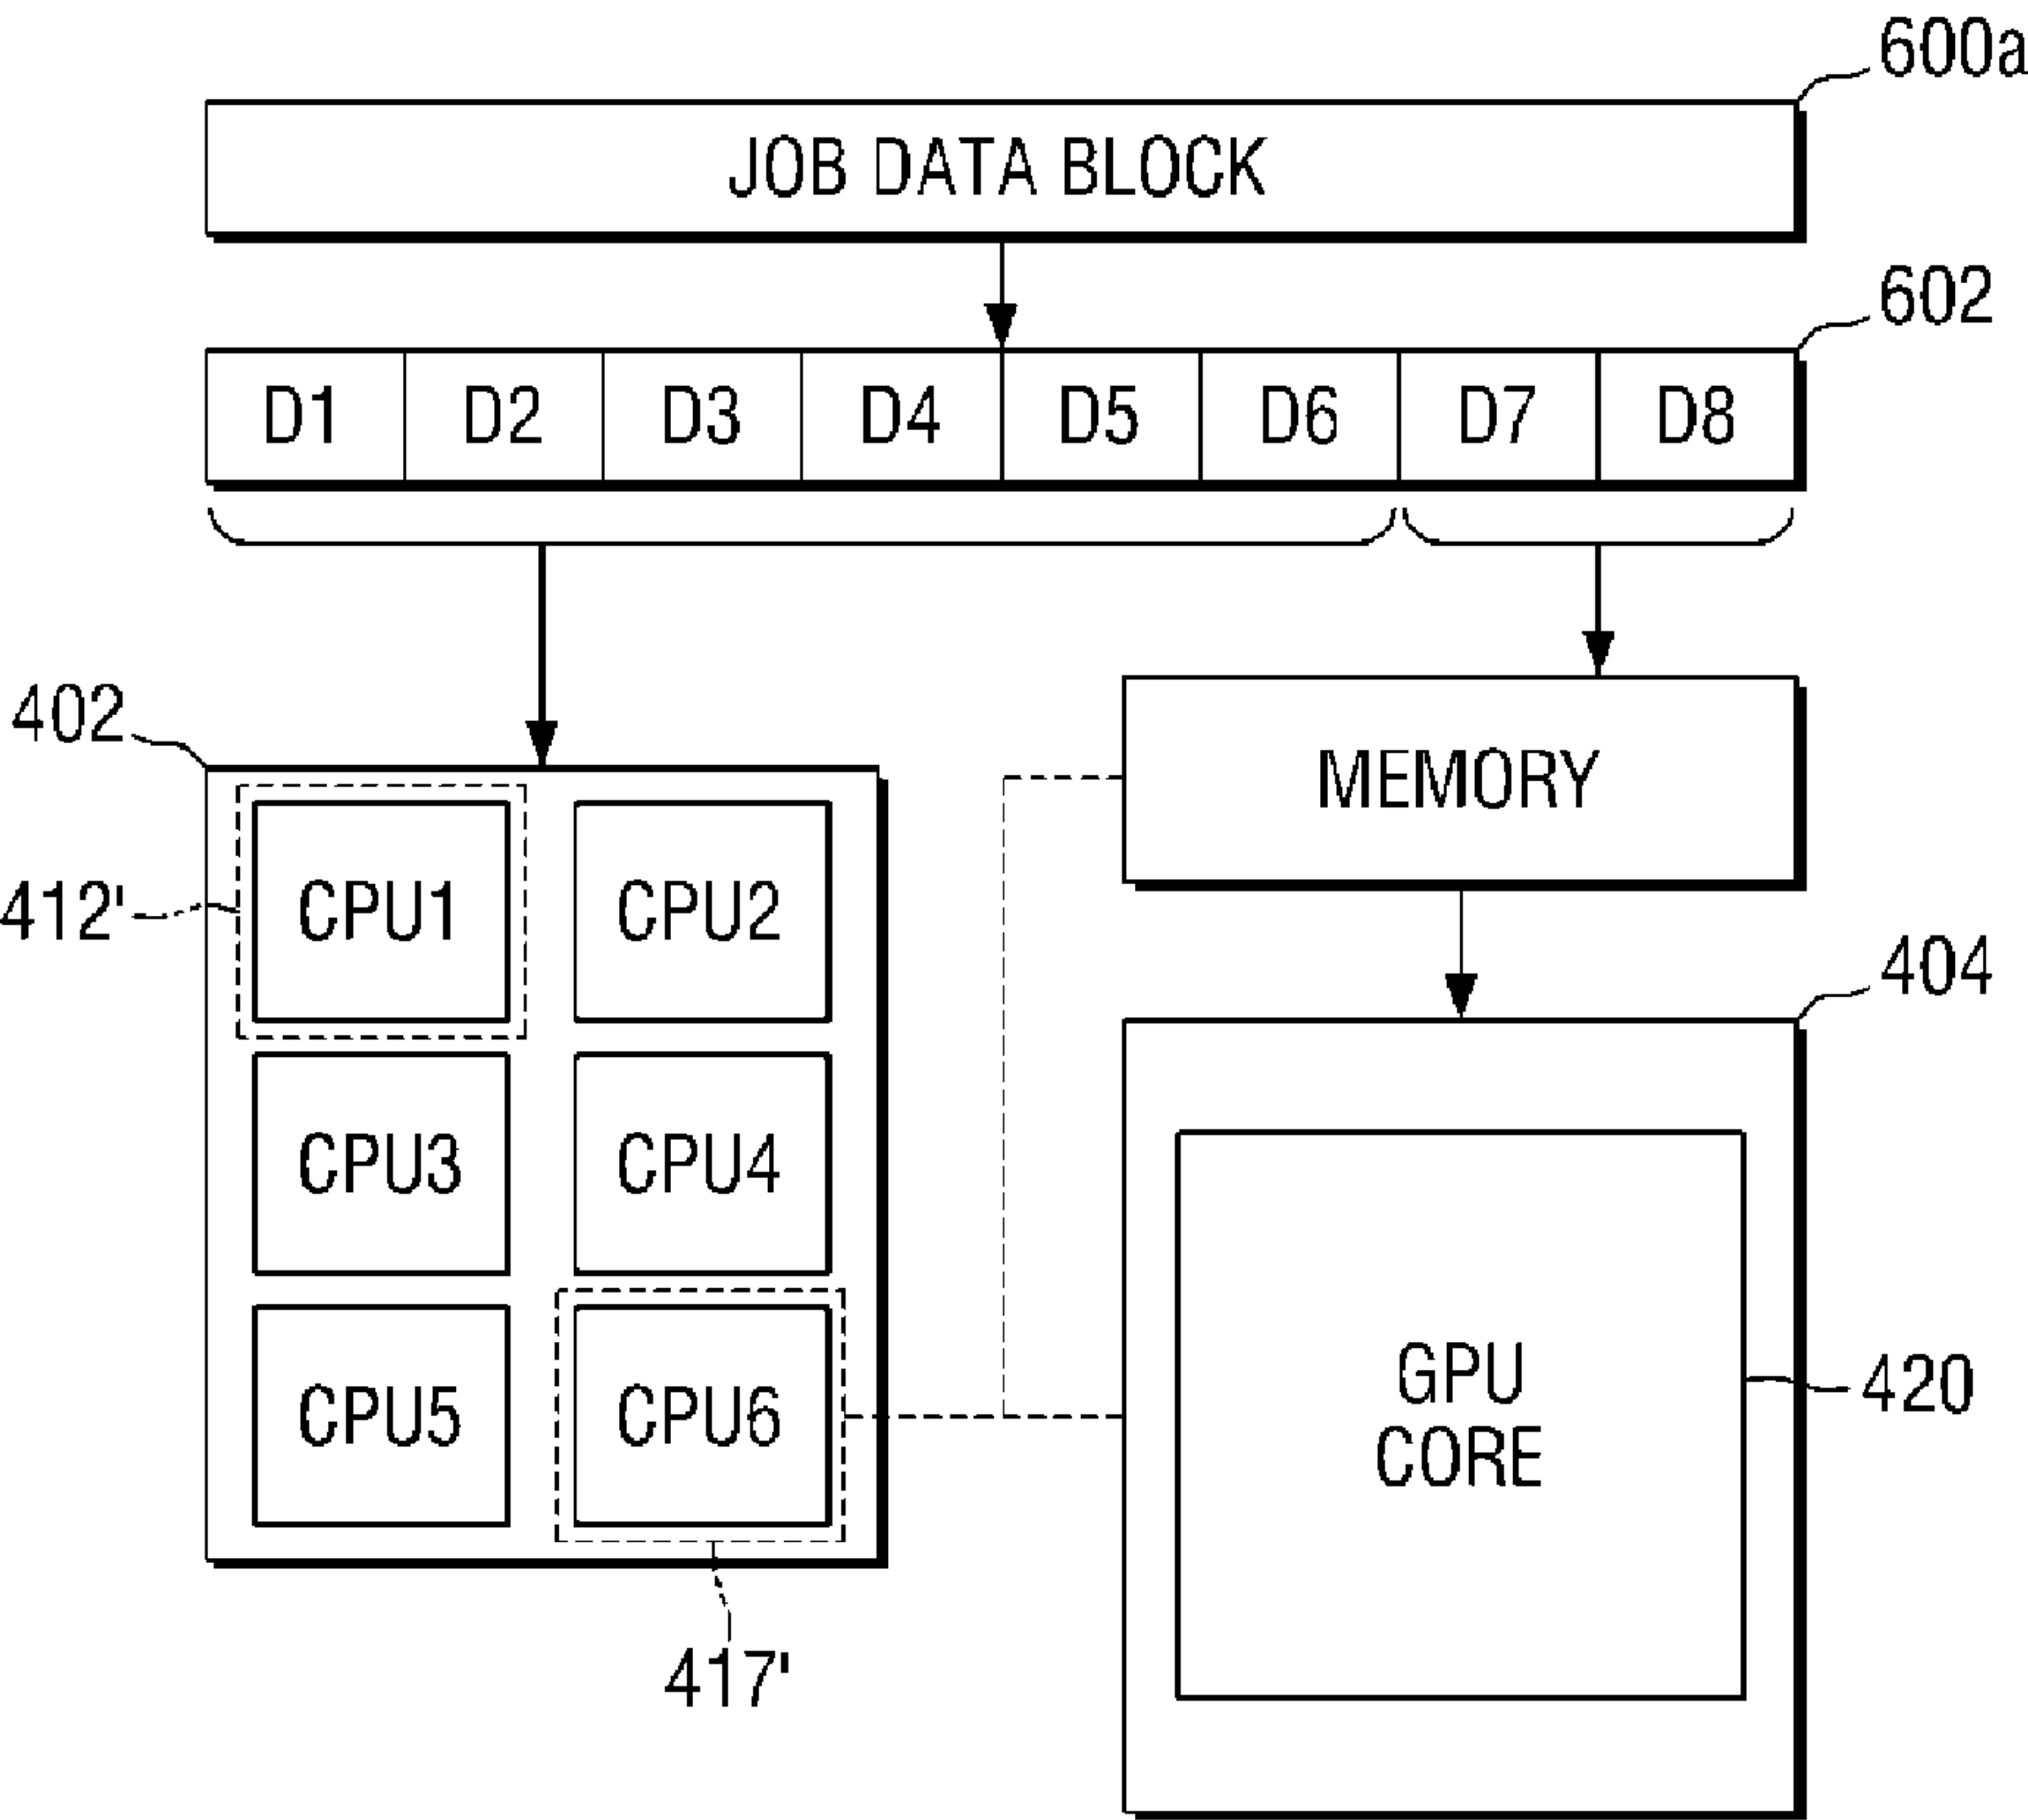 600a
JOB DATA BLOCK
602
D1 D2 D3 D4 D5 D6 D7 D8
402
MEMORY
412' CPU1 CPU2
404
CPU3 CPU4
GPU
CORE
420
CPU5 CPU6
417'